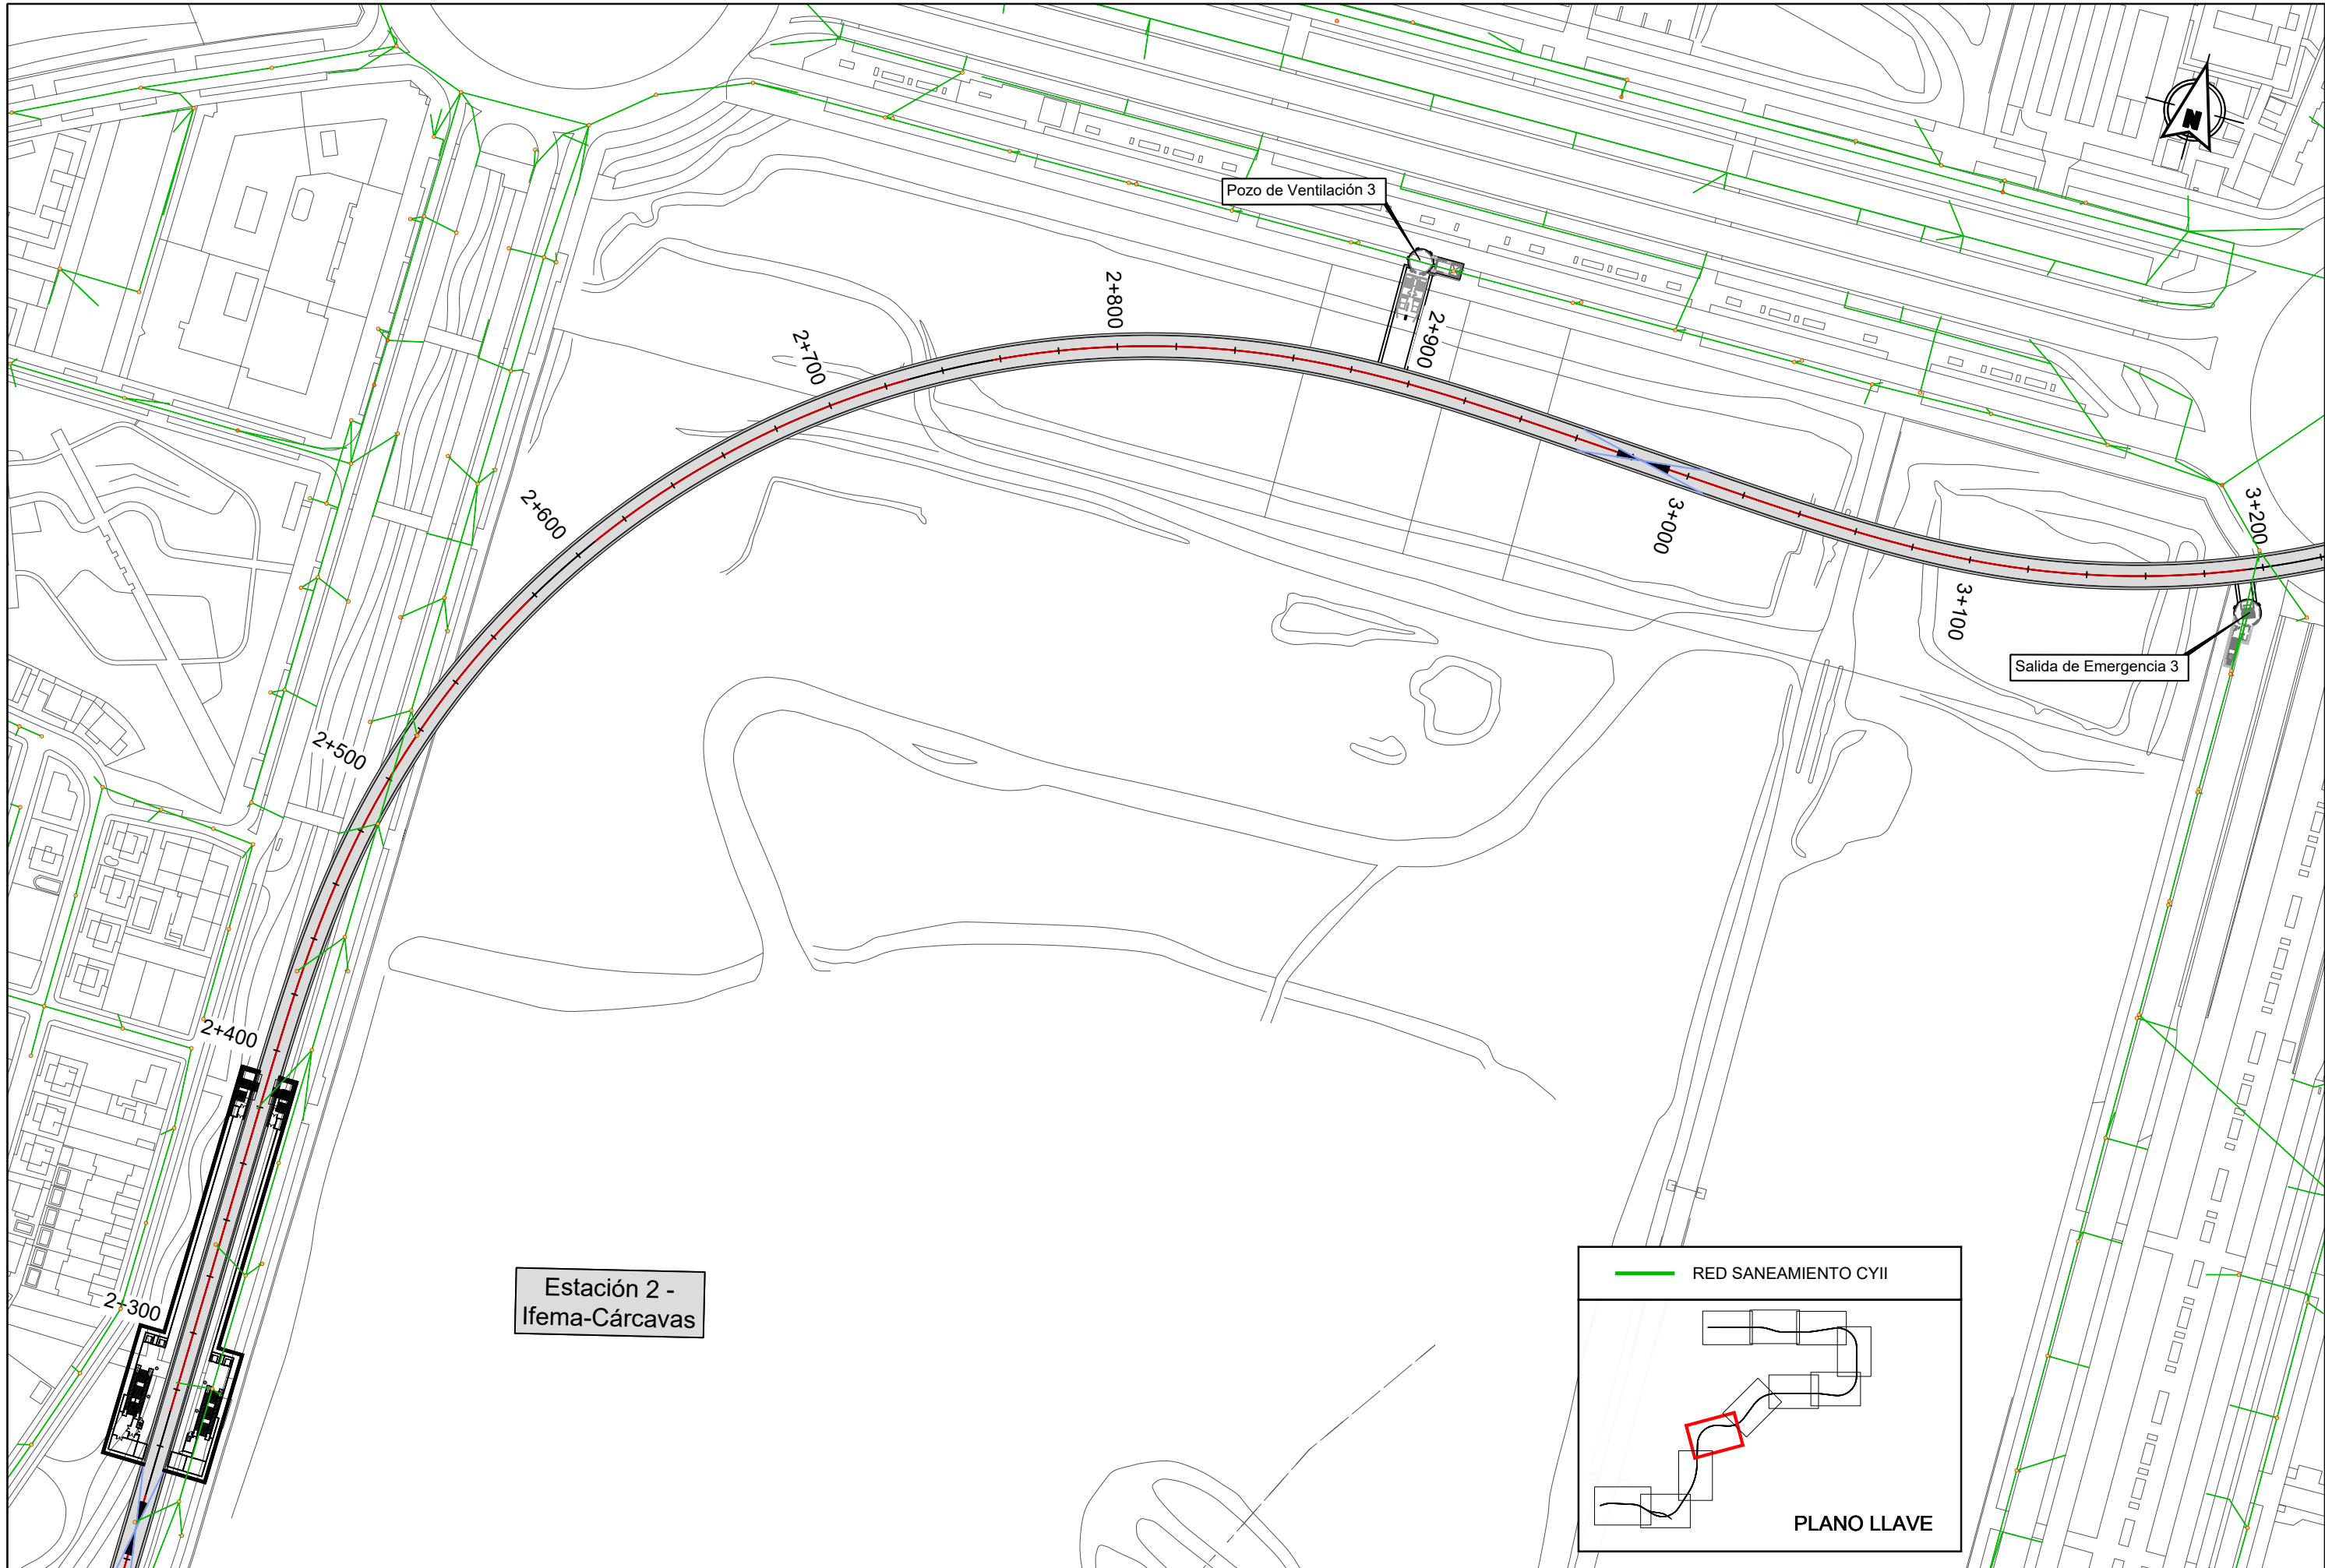 N
Pozo de Ventilación 3
2+800
2+900
2+700
2+600
3+000
3+200
3+100
Salida de Emergencia 3
2+500
2+400
2+300
Estación 2 -
Ifema-Cárcavas
RED SANEAMIENTO CYII
PLANO LLAVE